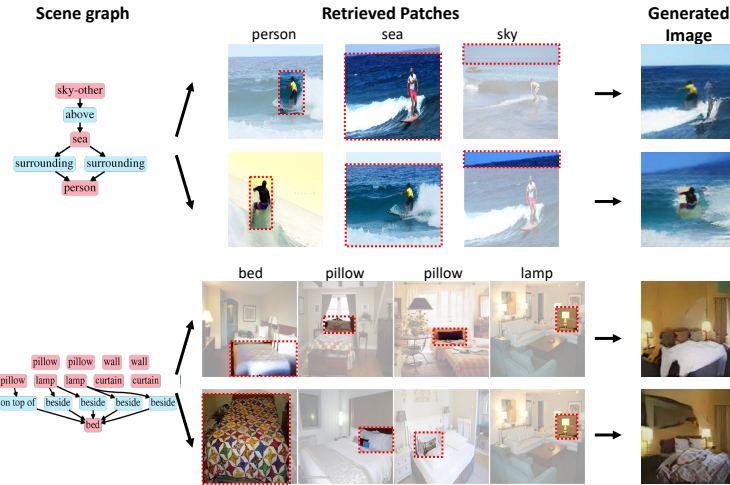 Scene graph
Retrieved Patches
Generated
Image
person
sea
sky
sky-other
above
sea
surrounding
surrounding
person
bed
pillow
pillow
lamp
pillow
pillow
wall
wall
pillow
lamp
lamp
curtain
curtain
on top of
beside
beside
beside
beside
bed